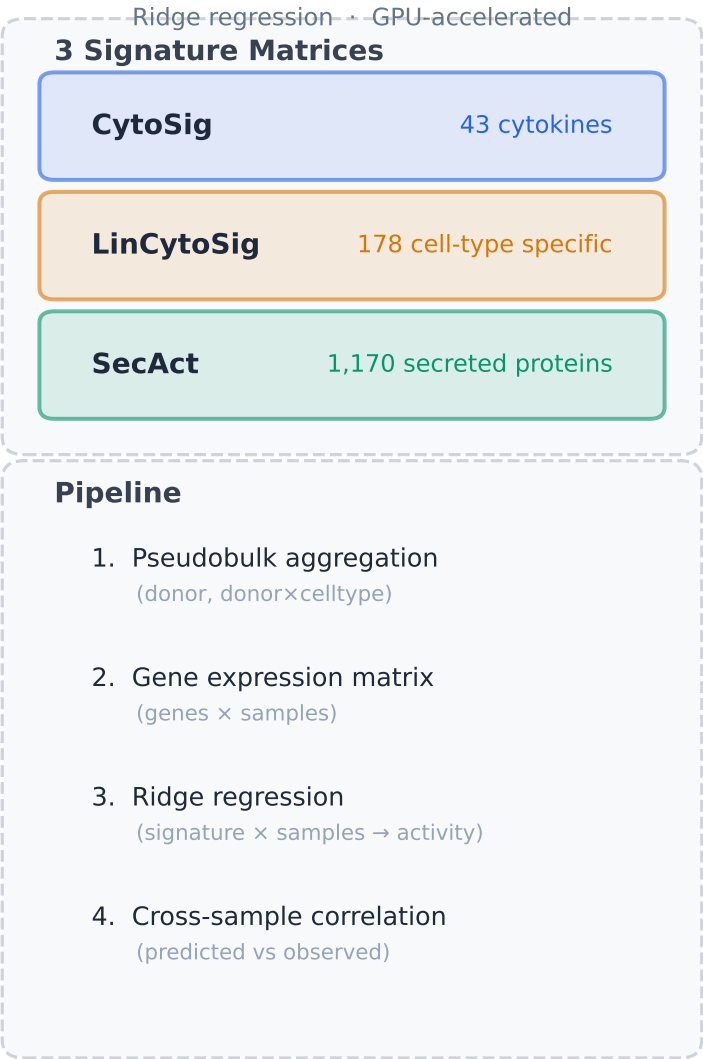 Ridge regression · GPU-accelerated
3 Signature Matrices
CytoSig 43 cytokines
LinCytoSig 178 cell-type specific
SecAct 1,170 secreted proteins
Pipeline
1. Pseudobulk aggregation
(donor, donor×celltype)
2. Gene expression matrix
(genes × samples)
3. Ridge regression
(signature × samples → activity)
4. Cross-sample correlation
(predicted vs observed)